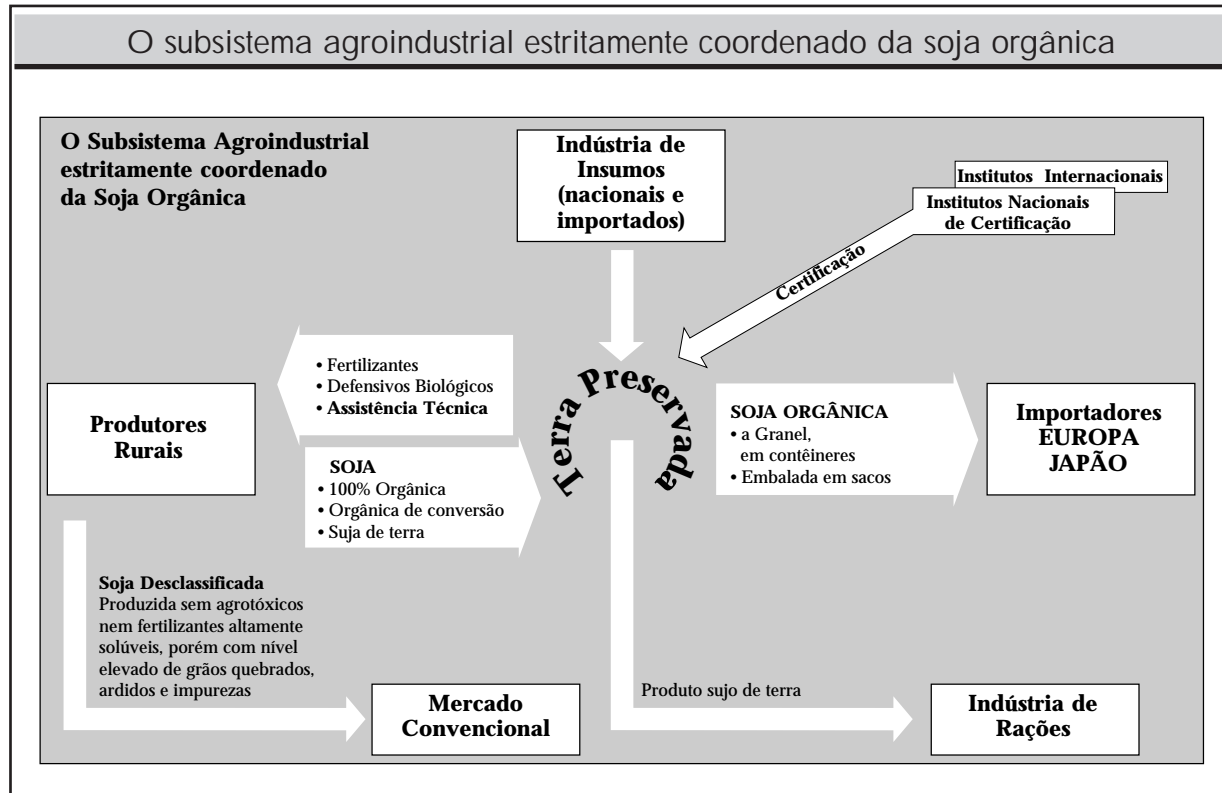 O subsistema agroindustrial estritamente coordenado da soja orgânica
O Subsistema Agroindustrial
estritamente coordenado
da Soja Orgânica
Indústria de
Insumos
(nacionais e
importados)
Institutos Internacionais
Institutos Nacionais
de Certificação
Certificação
• Fertilizantes
• Defensivos Biológicos
• Assistência Técnica
Produtores
Rurais
SOJA
• 100% Orgânica
• Orgânica de conversão
• Suja de terra
Terra Preservada
SOJA ORGÂNICA
• a Granel,
em contêineres
• Embalada em sacos
Importadores
EUROPA
JAPÃO
Soja Desclassificada
Produzida sem agrotóxicos
nem fertilizantes altamente
solúveis, porém com nível
elevado de grãos quebrados,
ardidos e impurezas
Mercado
Convencional
Produto sujo de terra
Indústria de
Rações